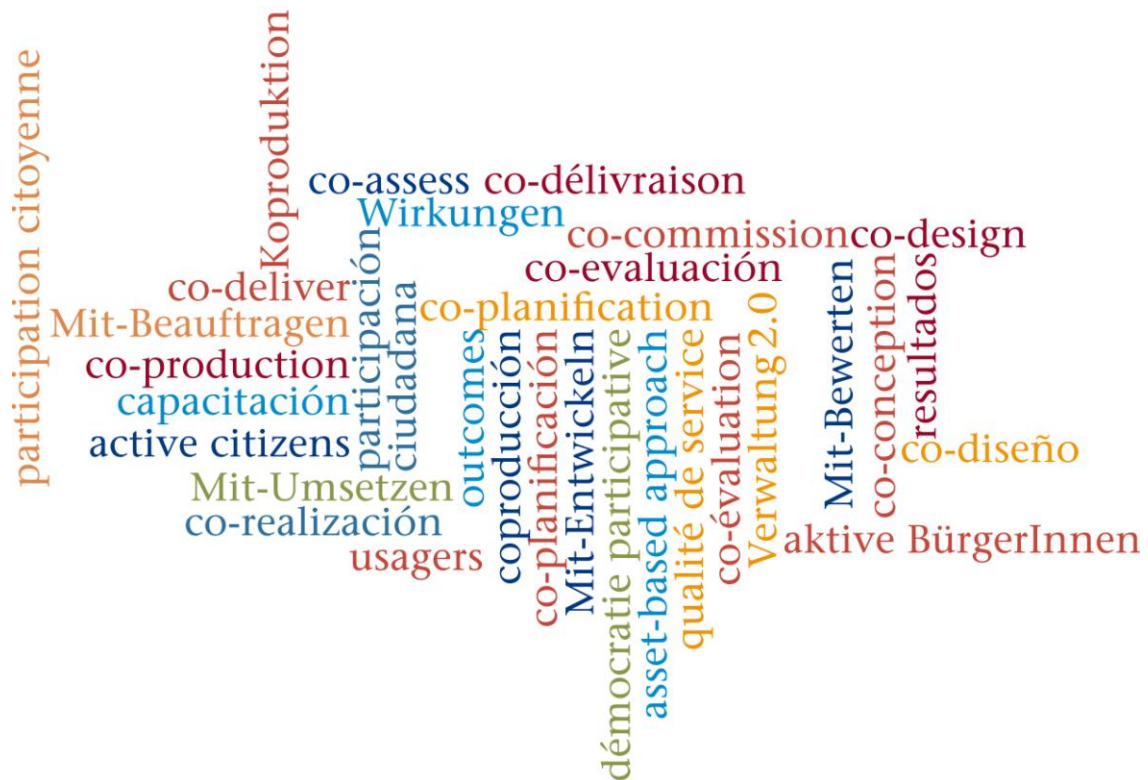 participation citoyenne
Koproduktion
co-assess
co-délivraison
Wirkungen
co-commission
co-design
co-evaluación
co-deliver
co-planification
Mit-Beauftragen
co-production
capacitación
active citizens
participación
ciudadana
Mit-Umsetzen
co-realización
usagers
outcomes
coproducción
co-planificación
Mit-Entwickeln
démocratie participative
asset-based approach
qualité de service
co-évaluation
Verwaltung 2.0
Mit-Bewerten
co-conception
resultados
co-diseño
aktive BürgerInnen